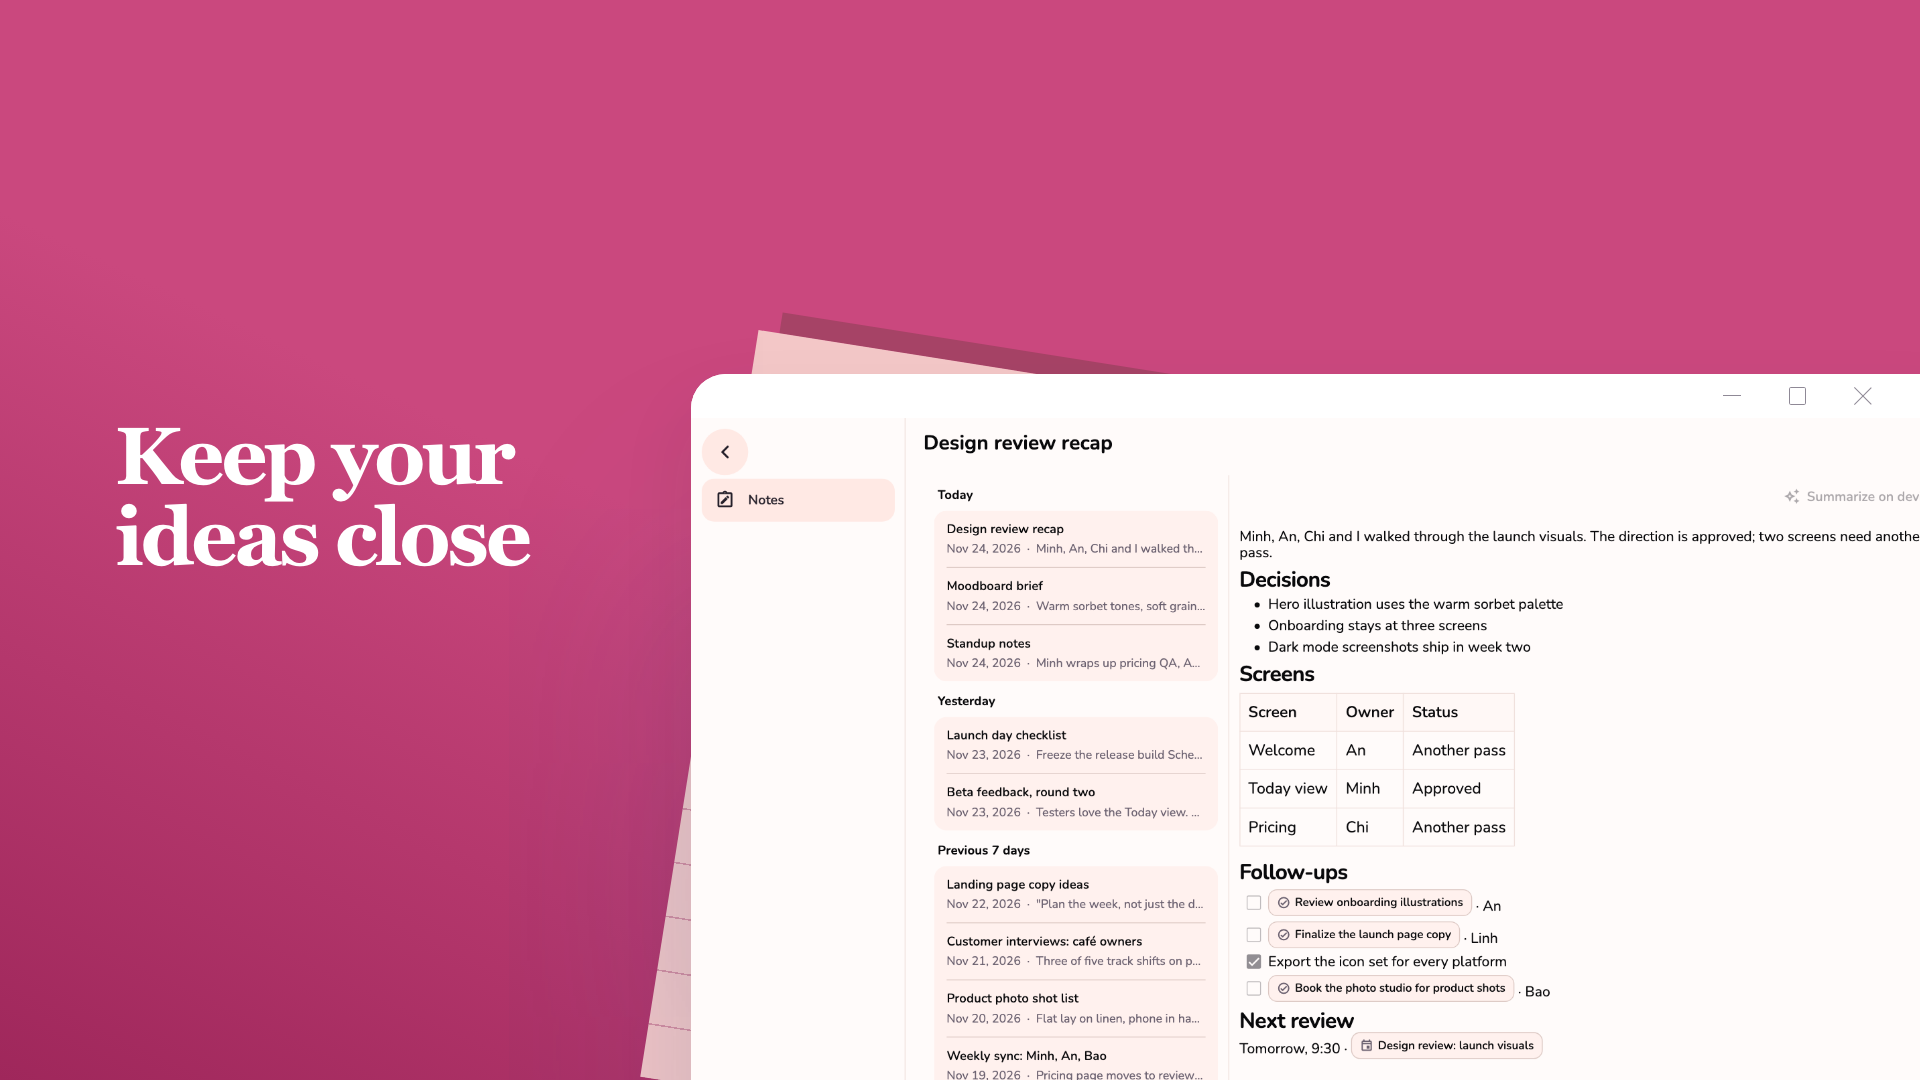 Keep your
ideas close
Notes
Design review recap
Today
Design review recap
Nov 24, 2026 · Minh, An, Chi and I walked th...
Moodboard brief
Nov 24, 2026 · Warm sorbet tones, soft grain...
Standup notes
Nov 24, 2026 · Minh wraps up pricing QA, A...
Yesterday
Launch day checklist
Nov 23, 2026 · Freeze the release build Sche...
Beta feedback, round two
Nov 23, 2026 · Testers love the Today view. ...
Previous 7 days
Landing page copy ideas
Nov 22, 2026 · "Plan the week, not just the d...
Customer interviews: café owners
Nov 21, 2026 · Three of five track shifts on p...
Product photo shot list
Nov 20, 2026 · Flat lay on linen, phone in ha...
Weekly sync: Minh, An, Bao
Nov 19, 2026 · Pricing page moves to review...
Summarize on dev
Minh, An, Chi and I walked through the launch visuals. The direction is approved; two screens need anothe
pass.
Decisions
• Hero illustration uses the warm sorbet palette
• Onboarding stays at three screens
• Dark mode screenshots ship in week two
Screens
Screen Owner Status
Welcome An Another pass
Today view Minh Approved
Pricing Chi Another pass
Follow-ups
Review onboarding illustrations · An
Finalize the launch page copy · Linh
Export the icon set for every platform
Book the photo studio for product shots · Bao
Next review
Tomorrow, 9:30 · Design review: launch visuals